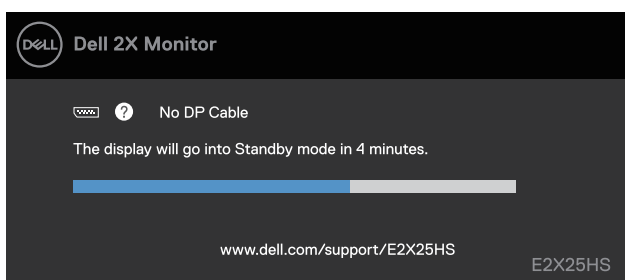 DELL Dell 2X Monitor
? No DP Cable
The display will go into Standby mode in 4 minutes.
www.dell.com/support/E2X25HS
E2X25HS